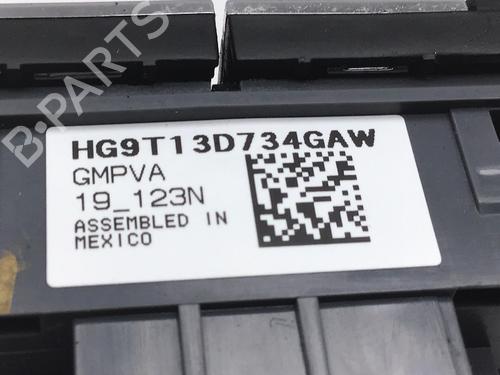 HG9T13D734GAW
GMPVA
19_123N
ASSEMBLED IN
MEXICO
B-PARTS